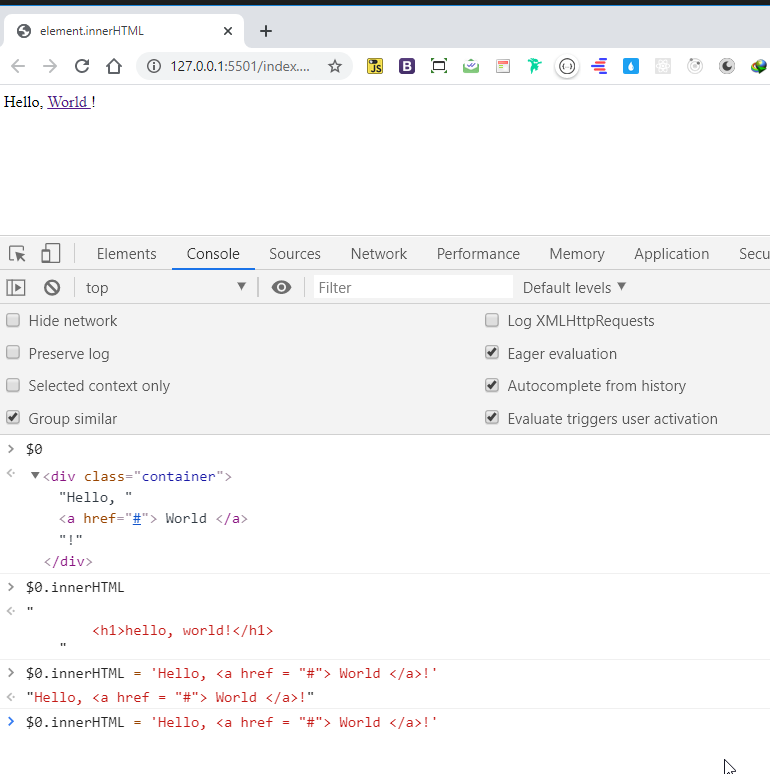 element.innerHTML
127.0.0.1:5501/index....
JS B
Hello, World !
Elements Console Sources Network Performance Memory Application Secu
top Filter Default levels
Hide network Log XMLHttpRequests
Preserve log Eager evaluation
Selected context only Autocomplete from history
Group similar Evaluate triggers user activation
> $0
<div class="container">
"Hello, "
<a href="#"> World </a>
"!"
</div>
> $0.innerHTML
"
<h1>hello, world!</h1>
"
> $0.innerHTML = 'Hello, <a href = "#"> World </a>!'
"Hello, <a href = "#"> World </a>!"
> $0.innerHTML = 'Hello, <a href = "#"> World </a>!'